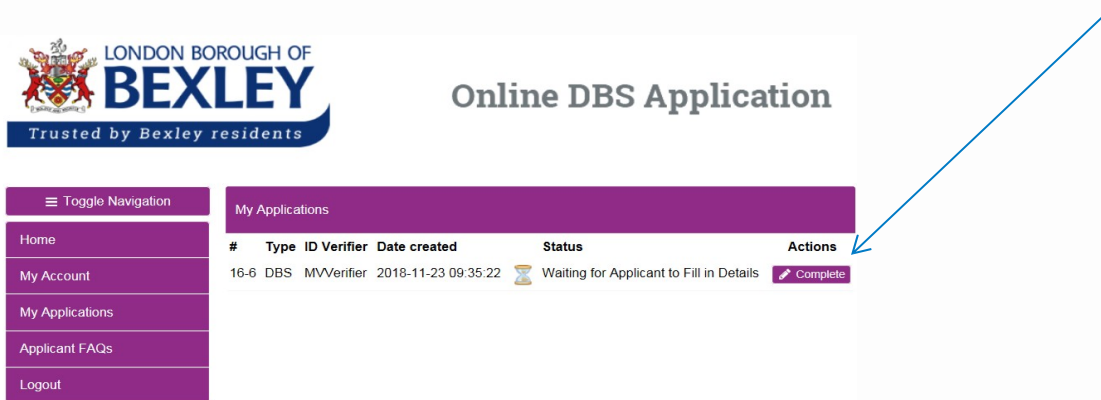 LONDON BOROUGH OF
BEXLEY
Trusted by Bexley residents
Online DBS Application
Toggle Navigation
Home
My Account
My Applications
Applicant FAQs
Logout
My Applications
# Type ID Verifier Date created Status Actions
16-6 DBS MVVerifier 2018-11-23 09:35:22 Waiting for Applicant to Fill in Details Complete